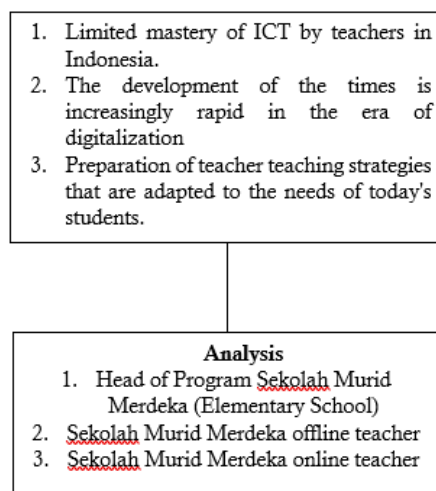 1. Limited mastery of ICT by teachers in
Indonesia.
2. The development of the times is
increasingly rapid in the era of
digitalization
3. Preparation of teacher teaching strategies
that are adapted to the needs of today's
students.
Analysis
1. Head of Program Sekolah Murid
Merdeka (Elementary School)
2. Sekolah Murid Merdeka offline teacher
3. Sekolah Murid Merdeka online teacher